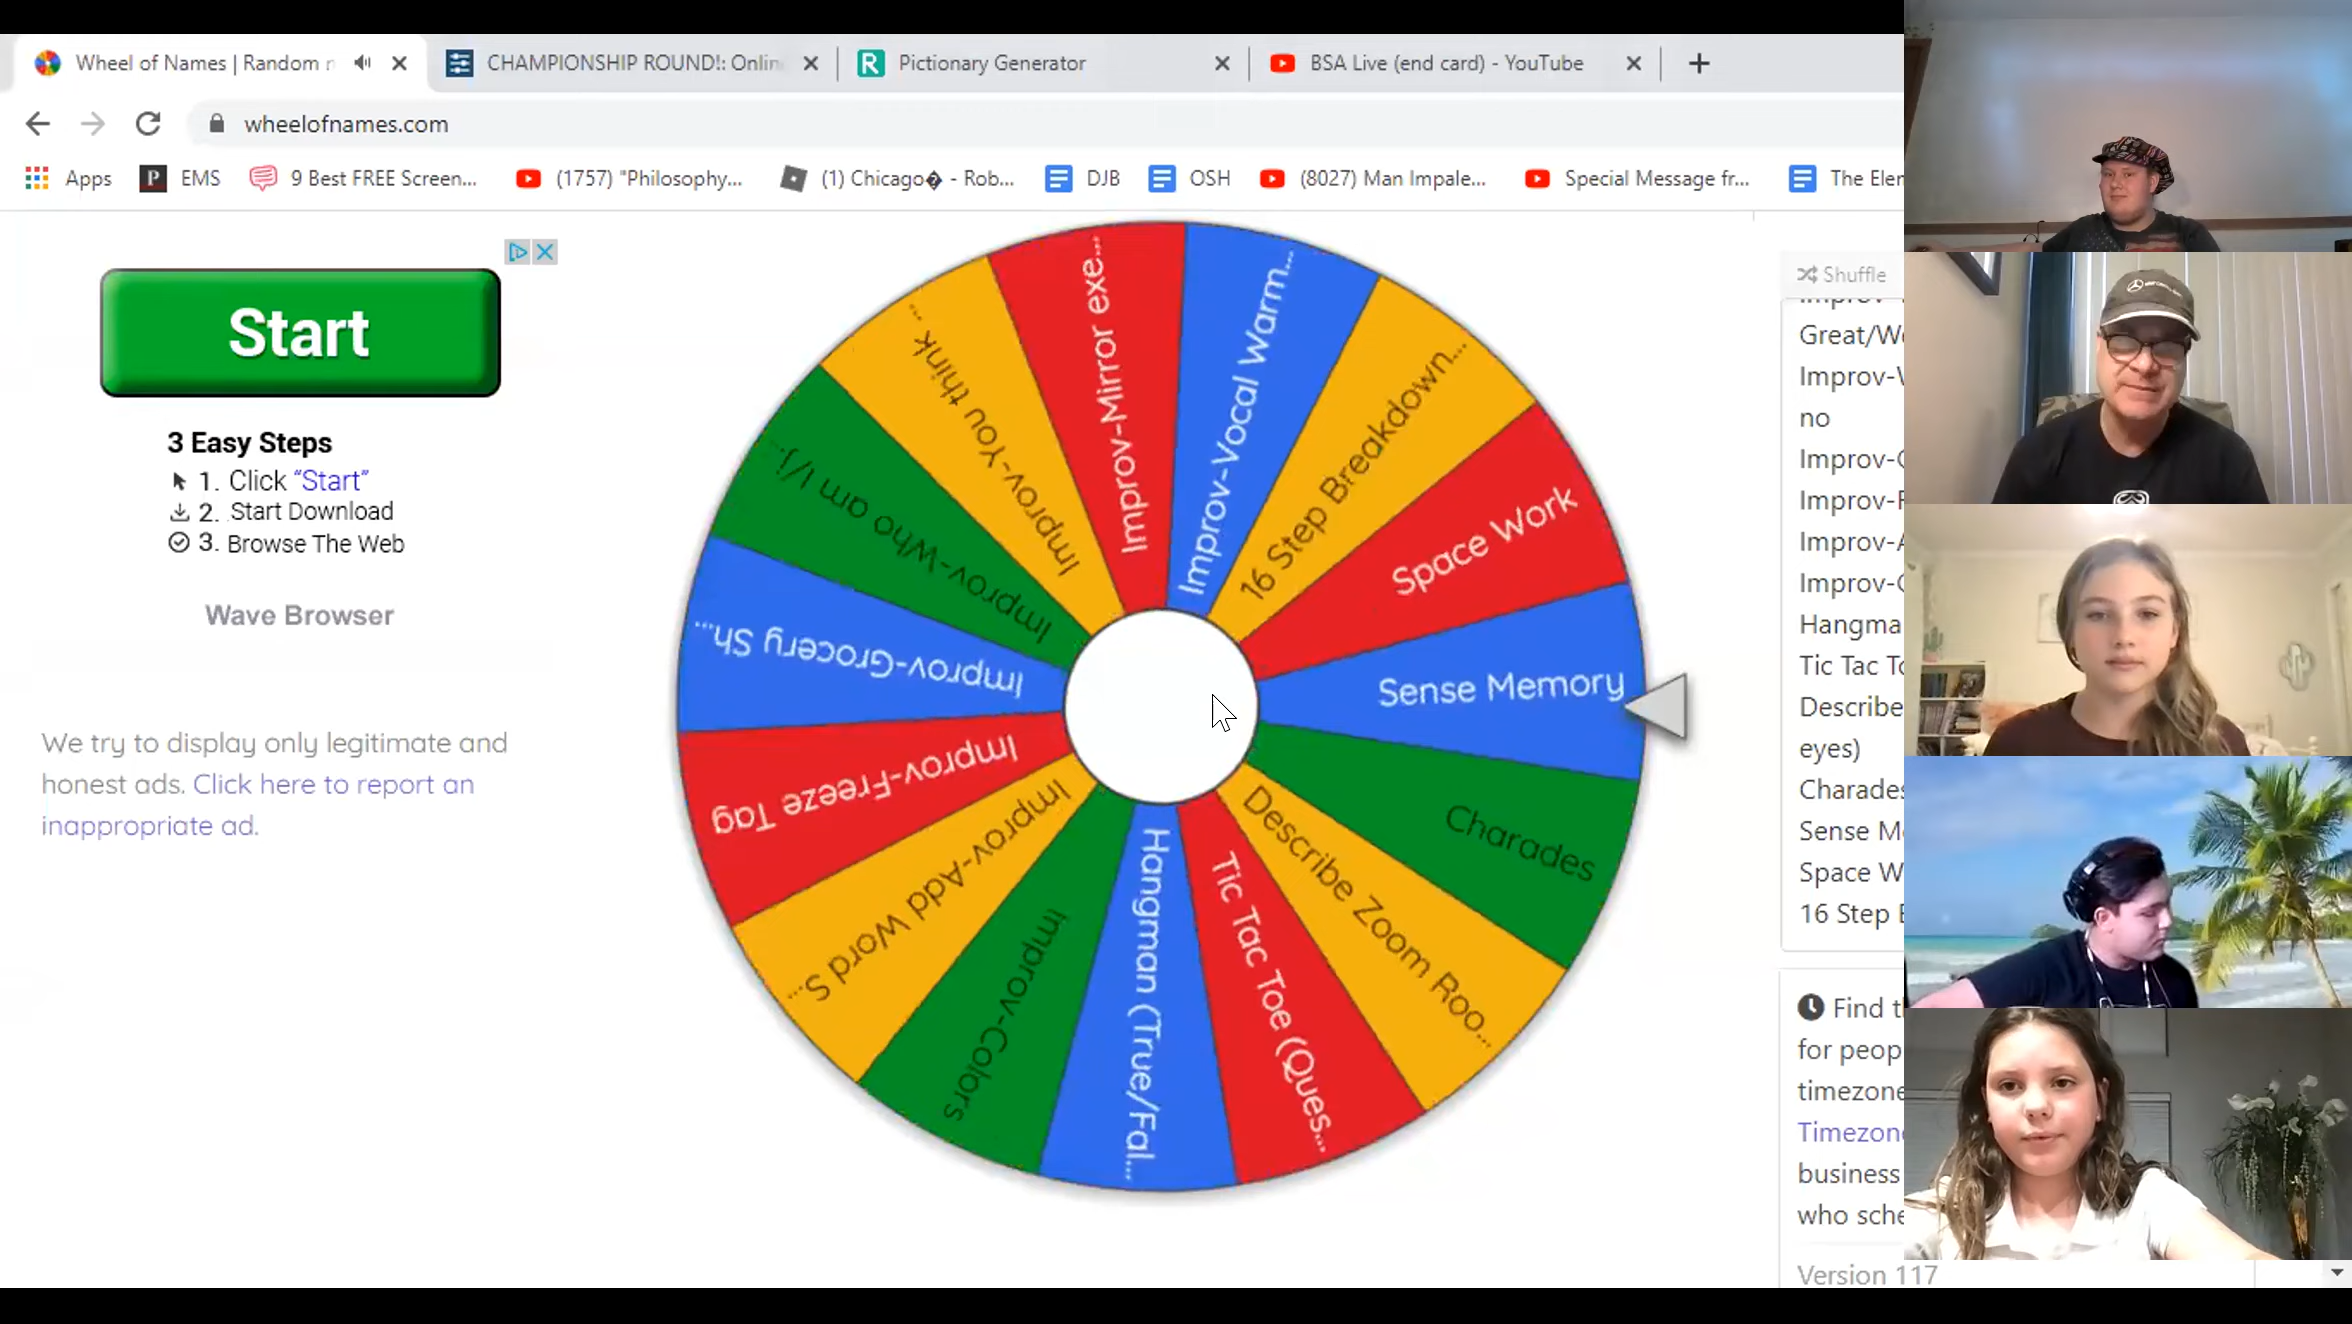 Wheel of Names | Random n
CHAMPIONSHIP ROUND!: Onlin
Pictionary Generator
BSA Live (end card) - YouTube
wheelofnames.com
Apps
EMS
9 Best FREE Screen...
(1757) "Philosophy...
(1) Chicago� - Rob...
DJB
OSH
(8027) Man Impale...
Special Message fr...
The Elen
Start
3 Easy Steps
1. Click “Start”
2. Start Download
3. Browse The Web
Wave Browser
We try to display only legitimate and
honest ads. Click here to report an
inappropriate ad.
Improv-Mirror exe...
Improv-Vocal Warm...
16 Step Breakdown...
Space Work
Sense Memory
Charades
Describe Zoom Roo...
Tic Tac Toe (Ques...
Hangman (True/Fal...
Improv-Colors
Improv-Add Word S...
Improv-Freeze Tag
Improv-Grocery Sh...
Improv-Who am I/j...
Improv-You think ...
Shuffle
Great/Wo
Improv-W
no
Improv-G
Improv-F
Improv-A
Improv-C
Hangma
Tic Tac To
Describe
eyes)
Charades
Sense M
Space W
16 Step B
Find th
for peop
timezone
Timezon
business
who sche
Version 117